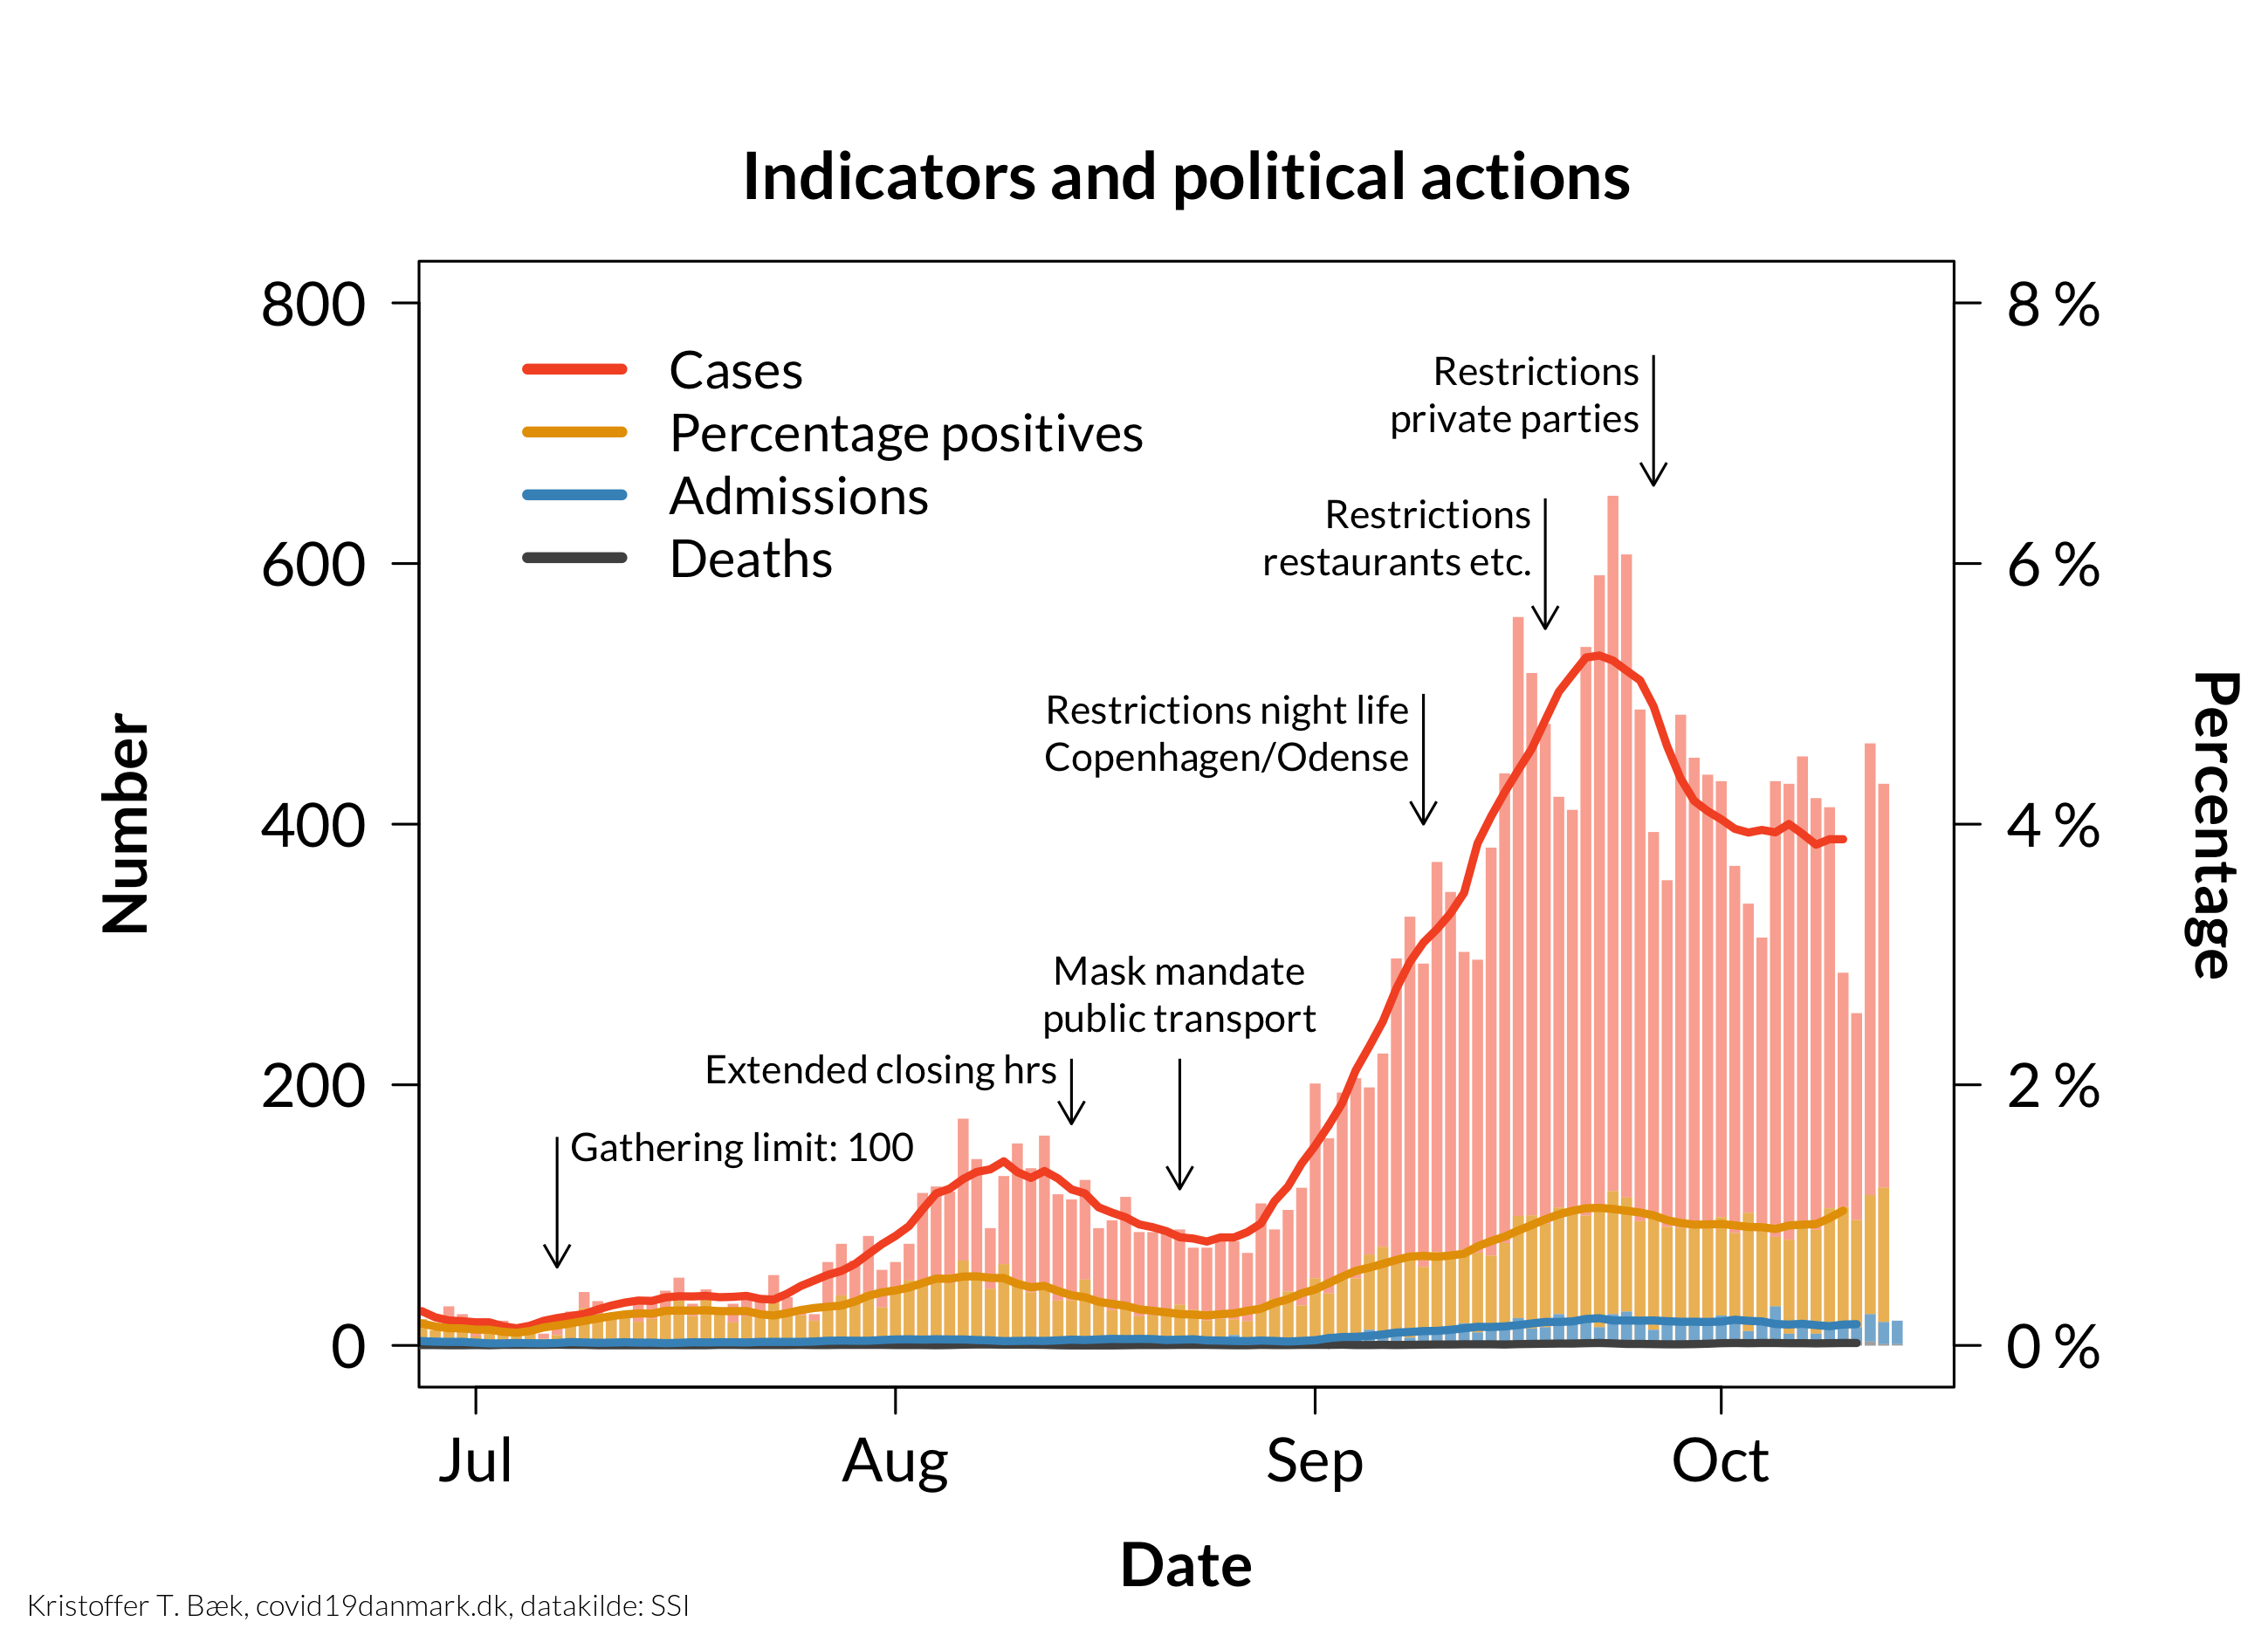 Indicators and political actions
800
600
400
200
0
Number
8 %
6 %
4 %
2 %
0 %
Percentage
Cases
Percentage positives
Admissions
Deaths
Restrictions
private parties
Restrictions
restaurants etc.
Restrictions night life
Copenhagen/Odense
Mask mandate
public transport
Extended closing hrs
Gathering limit: 100
Jul
Aug
Sep
Oct
Date
Kristoffer T. Bæk, covid19danmark.dk, datakilde: SSI